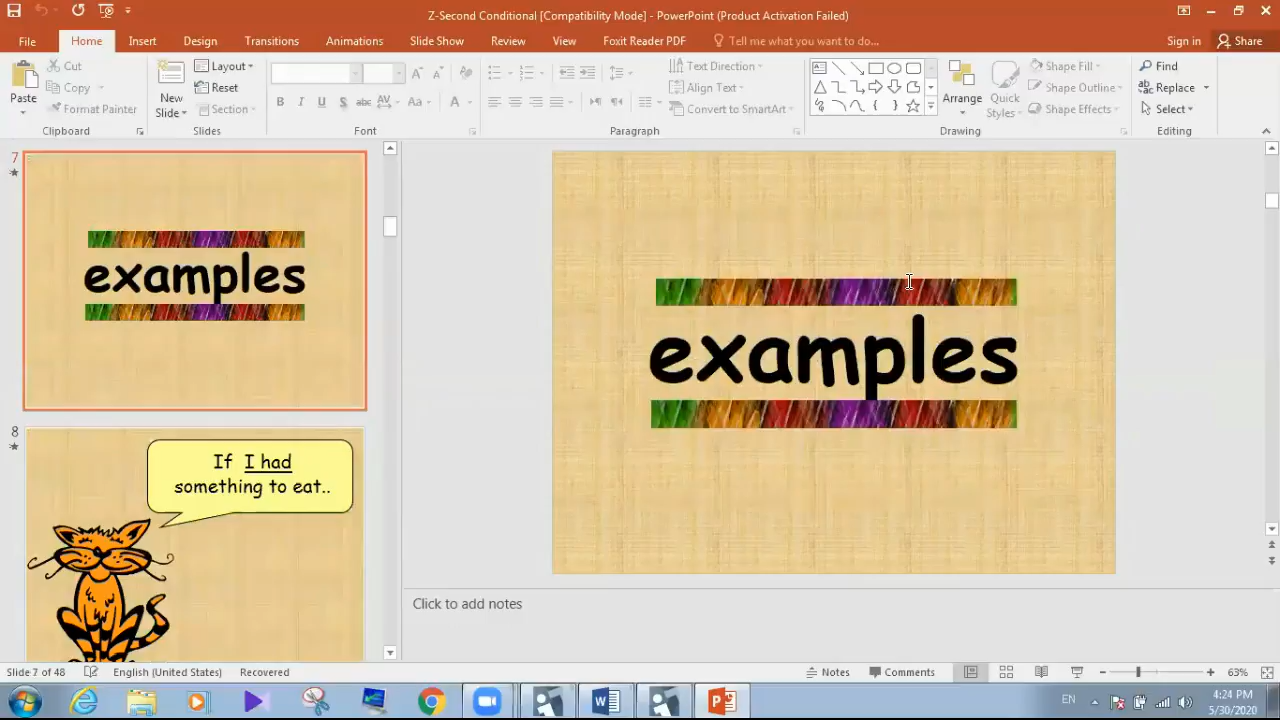 Z-Second Conditional [Compatibility Mode] - PowerPoint (Product Activation Failed)
File Home Insert Design Transitions Animations Slide Show Review View Foxit Reader PDF Tell me what you want to do... Sign in Share
Paste
Cut
Copy
Format Painter
Clipboard
New Slide
Layout
Reset
Section
Slides
B I U S abc AV Aa A
Font
Text Direction
Align Text
Convert to SmartArt
Paragraph
Arrange
Quick Styles
Shape Fill
Shape Outline
Shape Effects
Drawing
Find
Replace
Select
Editing
7
examples
8
If I had
something to eat..
examples
Click to add notes
Slide 7 of 48 English (United States) Recovered Notes Comments 63%
EN 4:24 PM
5/30/2020